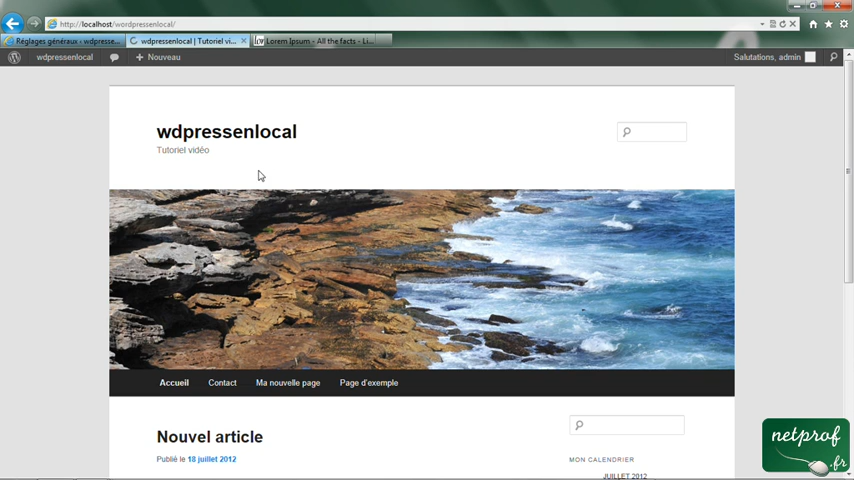 http://localhost/wordpressenlocal/
Réglages généraux ‹ wdpresse...
wdpressenlocal | Tutoriel vi...
Lorem Ipsum - All the facts - Li...
wdpressenlocal
Nouveau
Salutations, admin
wdpressenlocal
Tutoriel vidéo
Accueil
Contact
Ma nouvelle page
Page d'exemple
Nouvel article
Publié le 18 juillet 2012
MON CALENDRIER
JUILLET 2012
netprof
.fr